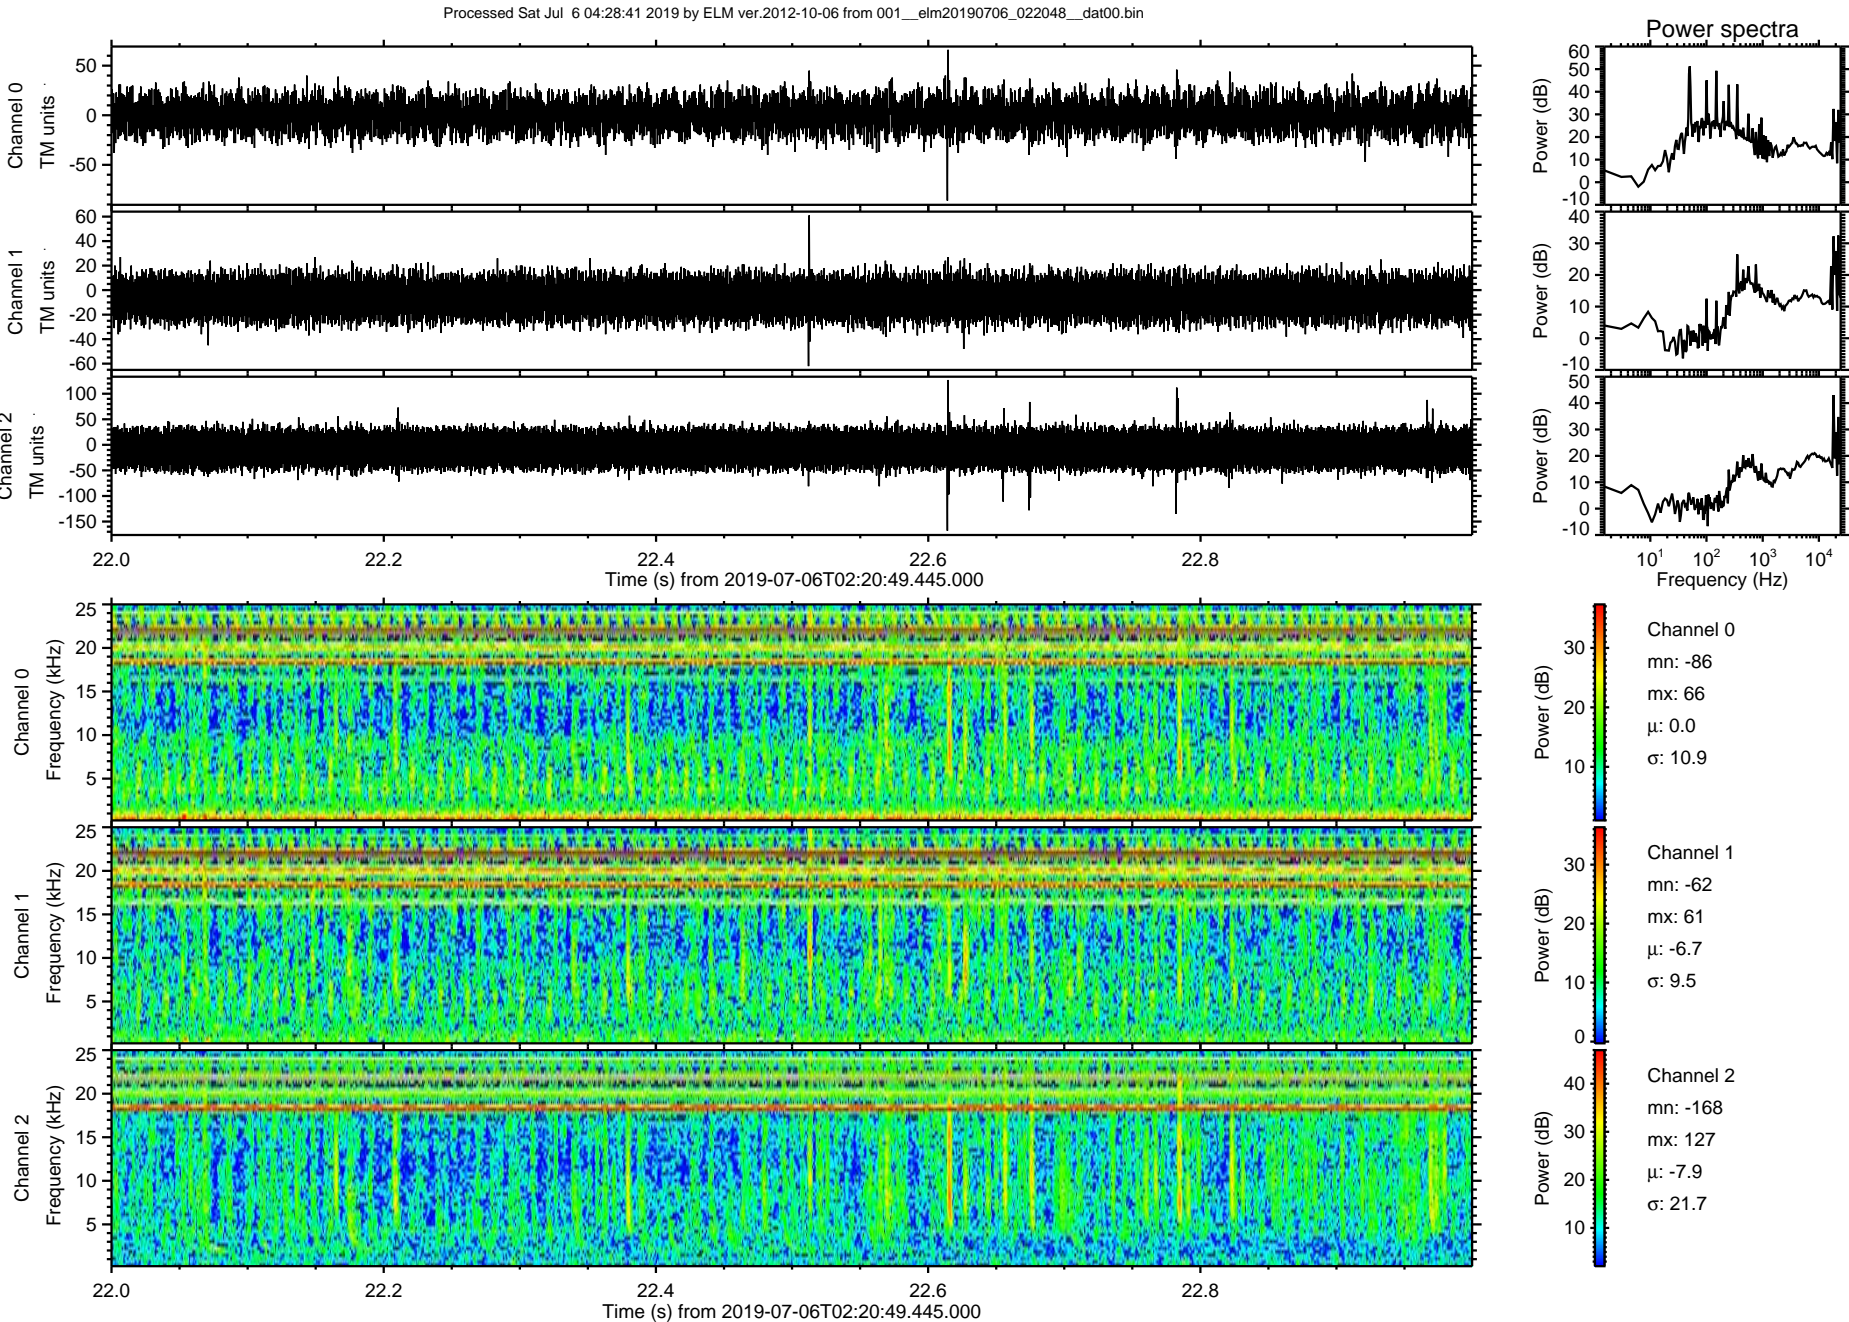 Processed Sat Jul  6 04:28:41 2019 by ELM ver.2012-10-06 from 001__elm20190706_022048__dat00.bin
Power spectra
Channel 0
TM units
50
0
-50
Power (dB)
60
50
40
30
20
10
0
-10
Channel 1
TM units
60
40
20
0
-20
-40
-60
Power (dB)
40
30
20
10
0
-10
Channel 2
TM units
100
50
0
-50
-100
-150
Power (dB)
50
40
30
20
10
0
-10
22.0 22.2 22.4 22.6 22.8
Time (s) from 2019-07-06T02:20:49.445.000
10¹ 10² 10³ 10⁴
Frequency (Hz)
Channel 0
Frequency (kHz)
25
20
15
10
5
Power (dB)
30
20
10
Channel 0
mn: -86
mx: 66
μ: 0.0
σ: 10.9
Channel 1
Frequency (kHz)
25
20
15
10
5
Power (dB)
30
20
10
0
Channel 1
mn: -62
mx: 61
μ: -6.7
σ: 9.5
Channel 2
Frequency (kHz)
25
20
15
10
5
Power (dB)
40
30
20
10
Channel 2
mn: -168
mx: 127
μ: -7.9
σ: 21.7
22.0 22.2 22.4 22.6 22.8
Time (s) from 2019-07-06T02:20:49.445.000